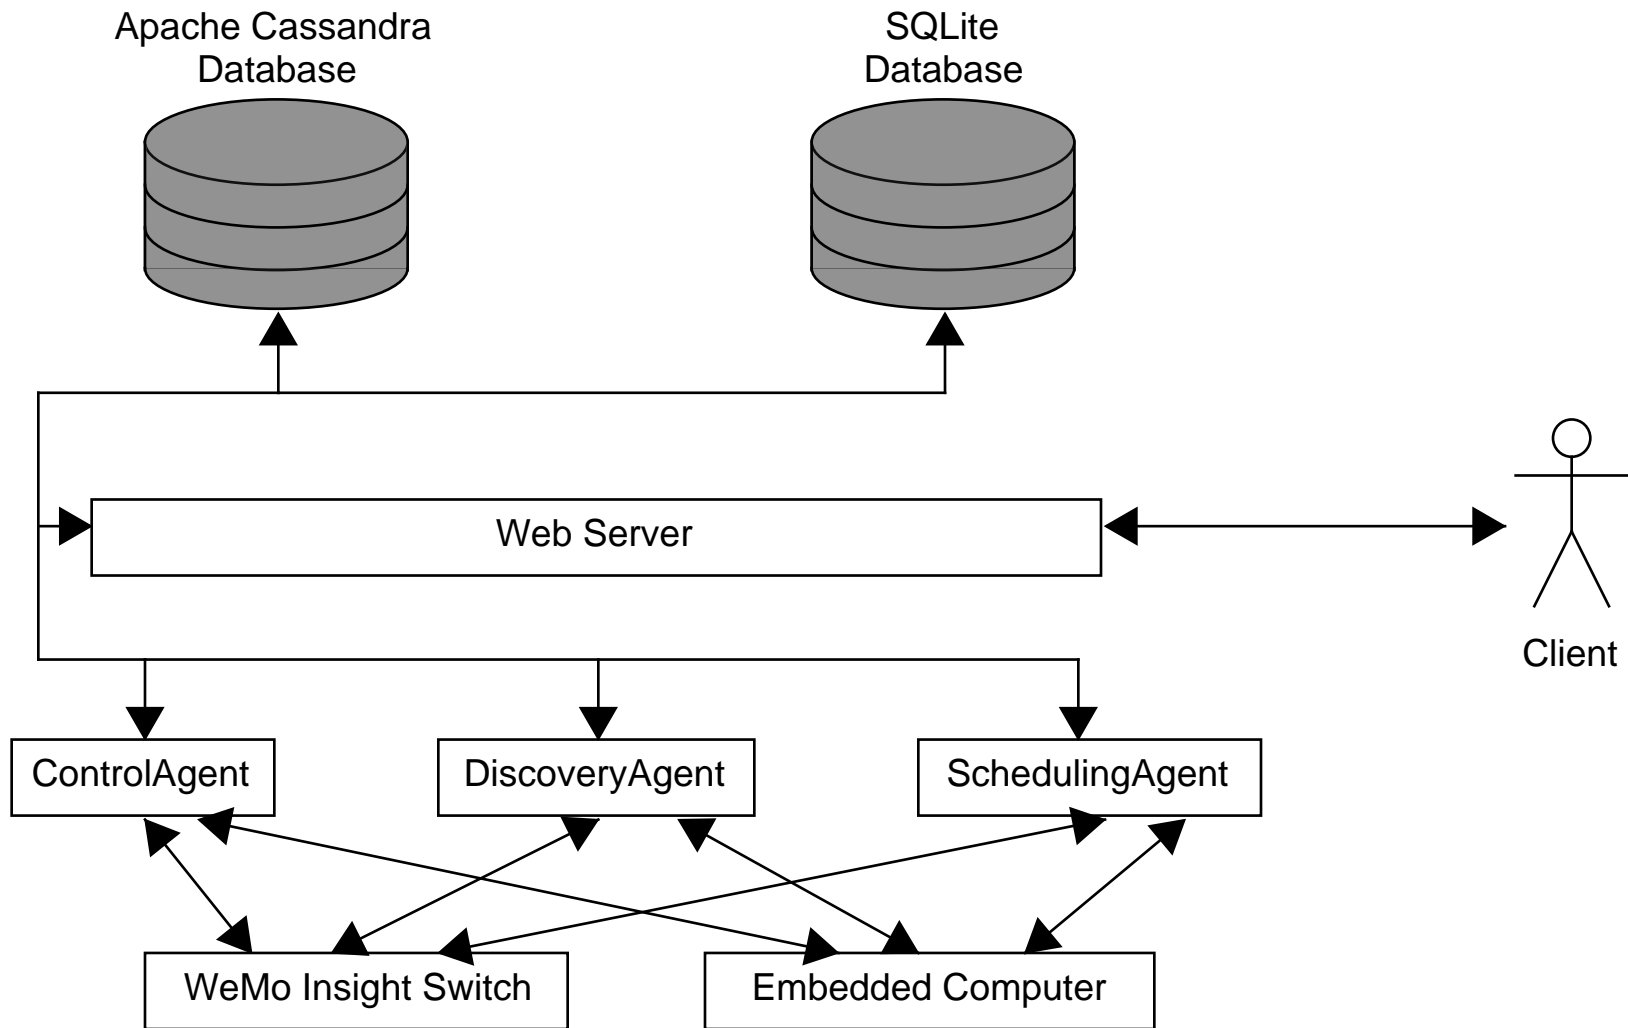 Apache Cassandra
Database
SQLite
Database
Web Server
Client
ControlAgent
DiscoveryAgent
SchedulingAgent
WeMo Insight Switch
Embedded Computer